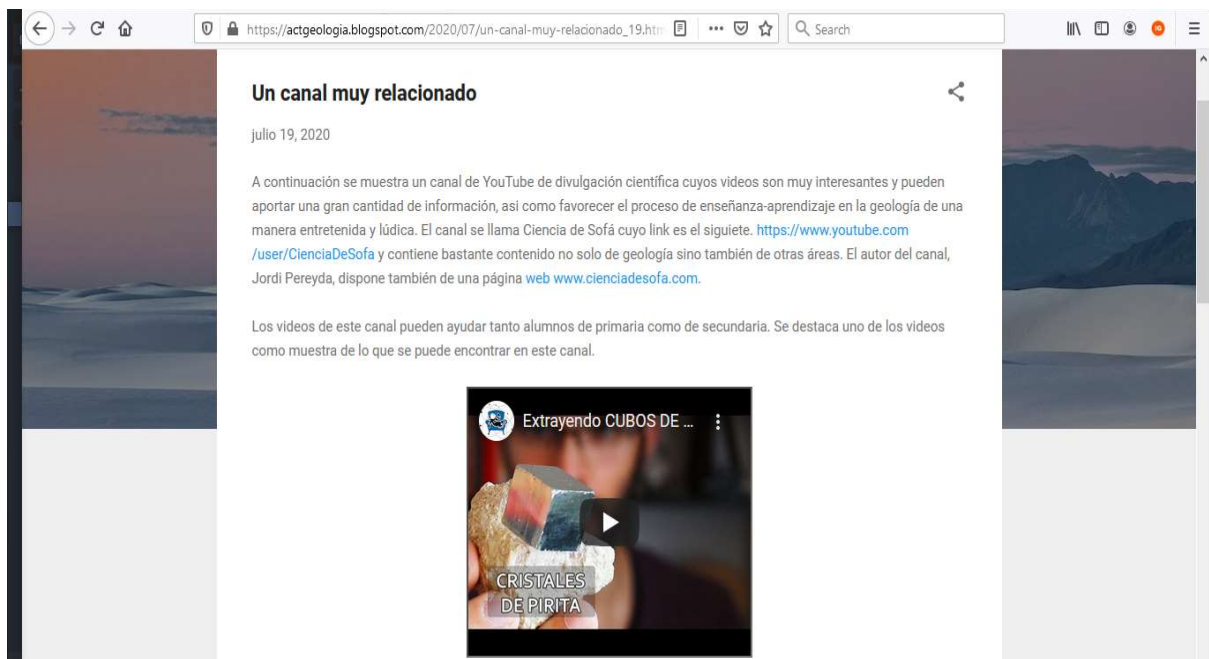 https://actgeologia.blogspot.com/2020/07/un-canal-muy-relacionado_19.htm
Search
Un canal muy relacionado
julio 19, 2020
A continuación se muestra un canal de YouTube de divulgación científica cuyos videos son muy interesantes y pueden
aportar una gran cantidad de información, asi como favorecer el proceso de enseñanza-aprendizaje en la geología de una
manera entretenida y lúdica. El canal se llama Ciencia de Sofá cuyo link es el siguiete. https://www.youtube.com
/user/CienciaDeSofa y contiene bastante contenido no solo de geología sino también de otras áreas. El autor del canal,
Jordi Pereyda, dispone también de una página web www.cienciadesofa.com.
Los videos de este canal pueden ayudar tanto alumnos de primaria como de secundaria. Se destaca uno de los videos
como muestra de lo que se puede encontrar en este canal.
Extrayendo CUBOS DE ...
CRISTALES
DE PIRITA